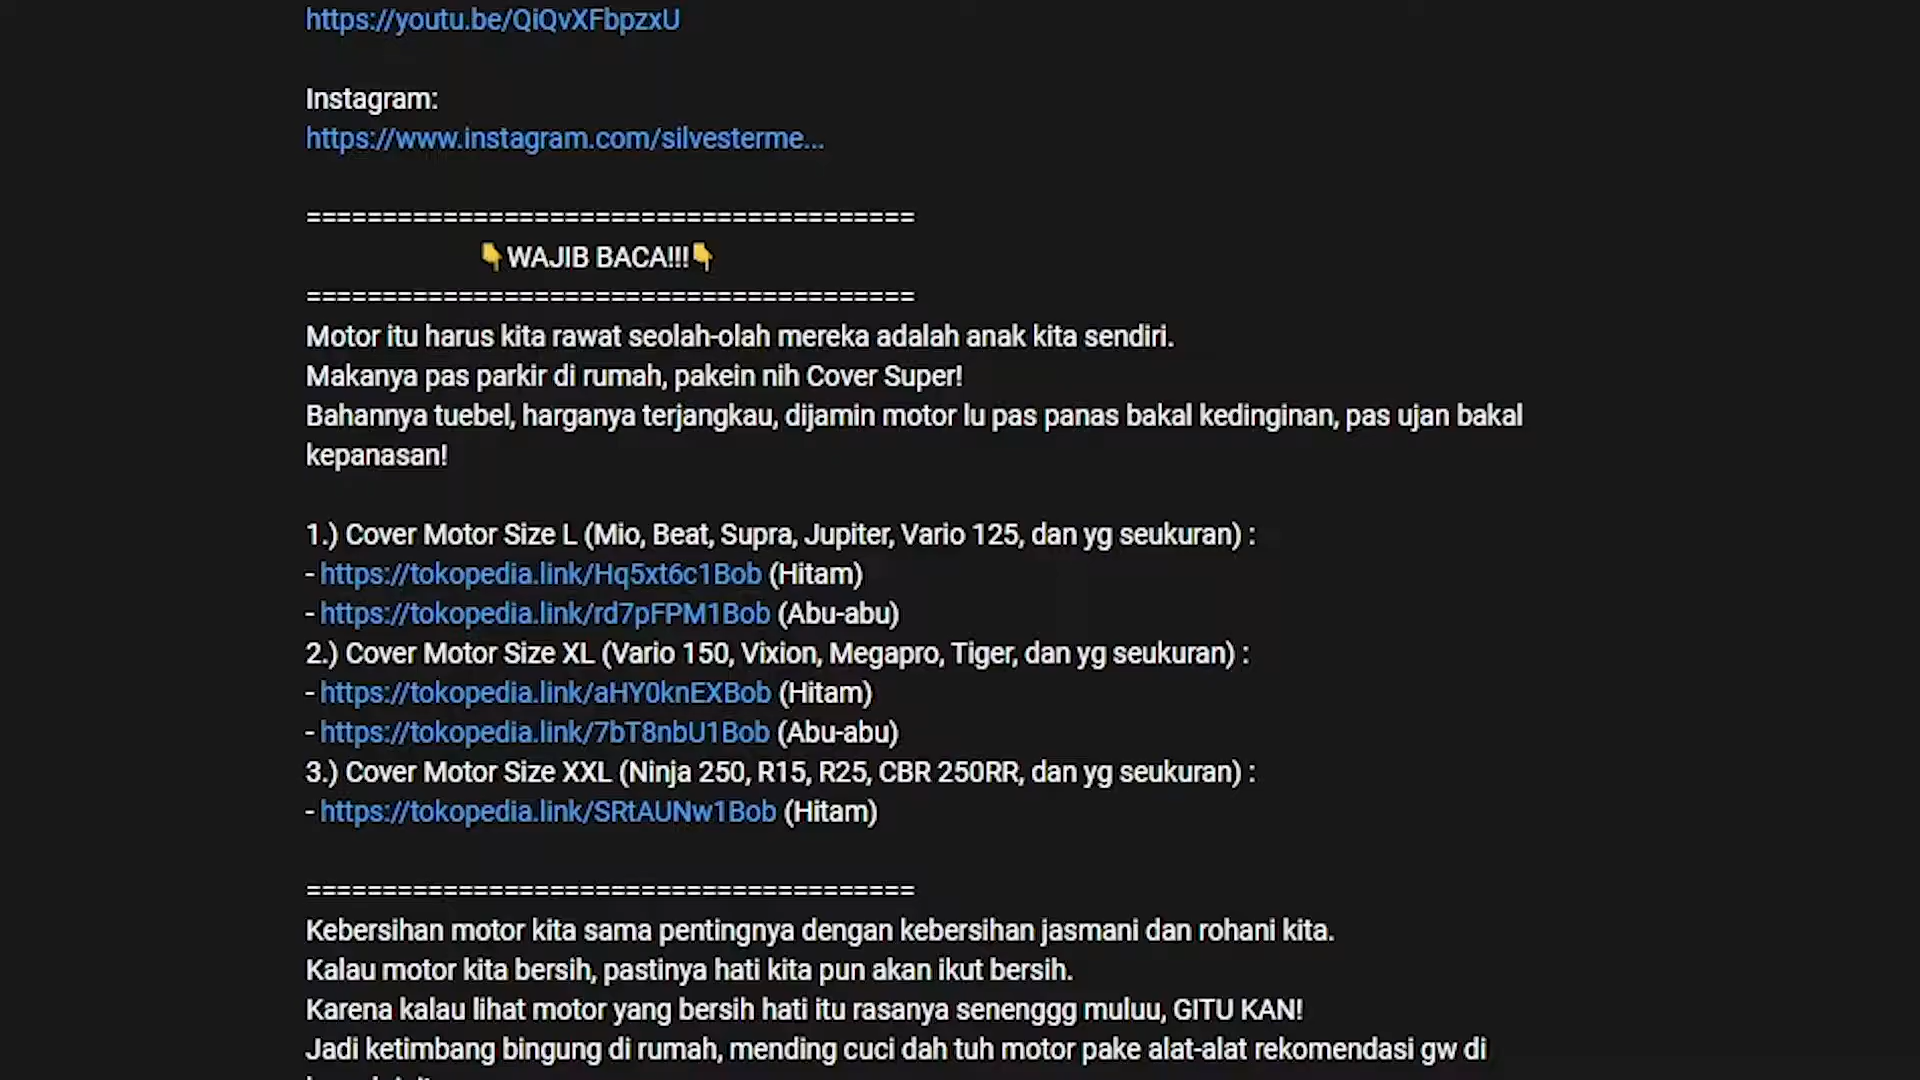 https://youtu.be/QiQvXFbpzxU
Instagram:
https://www.instagram.com/silvesterme...
========================================
👇WAJIB BACA!!!👇
========================================
Motor itu harus kita rawat seolah-olah mereka adalah anak kita sendiri.
Makanya pas parkir di rumah, pakein nih Cover Super!
Bahannya tuebel, harganya terjangkau, dijamin motor lu pas panas bakal kedinginan, pas ujan bakal
kepanasan!
1.) Cover Motor Size L (Mio, Beat, Supra, Jupiter, Vario 125, dan yg seukuran) :
- https://tokopedia.link/Hq5xt6c1Bob (Hitam)
- https://tokopedia.link/rd7pFPM1Bob (Abu-abu)
2.) Cover Motor Size XL (Vario 150, Vixion, Megapro, Tiger, dan yg seukuran) :
- https://tokopedia.link/aHY0knEXBob (Hitam)
- https://tokopedia.link/7bT8nbU1Bob (Abu-abu)
3.) Cover Motor Size XXL (Ninja 250, R15, R25, CBR 250RR, dan yg seukuran) :
- https://tokopedia.link/SRtAUNw1Bob (Hitam)
========================================
Kebersihan motor kita sama pentingnya dengan kebersihan jasmani dan rohani kita.
Kalau motor kita bersih, pastinya hati kita pun akan ikut bersih.
Karena kalau lihat motor yang bersih hati itu rasanya senenggg muluu, GITU KAN!
Jadi ketimbang bingung di rumah, mending cuci dah tuh motor pake alat-alat rekomendasi gw di